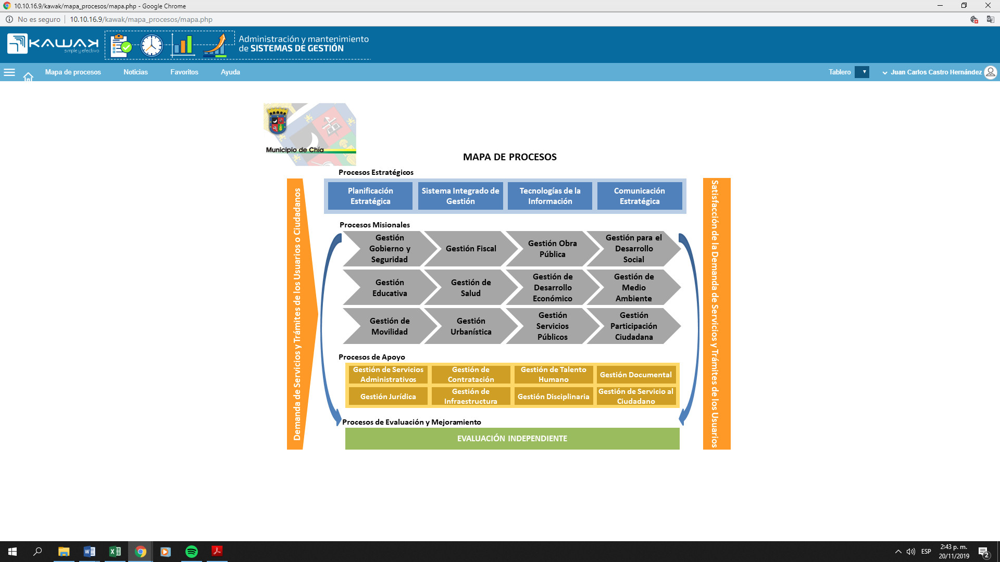 10.10.16.9/kawak/mapa_procesos/mapa.php - Google Chrome
No es seguro
10.10.16.9/kawak/mapa_procesos/mapa.php
KAWAK
simple y efectivo
Administración y mantenimiento
de SISTEMAS DE GESTIÓN
Mapa de procesos
Noticias
Favoritos
Ayuda
Tablero
Juan Carlos Castro Hernández
Municipio de Chía
MAPA DE PROCESOS
Demanda de Servicios y Trámites de los Usuarios o Ciudadanos
Procesos Estratégicos
Planificación
Estratégica
Sistema Integrado de
Gestión
Tecnologías de la
Información
Comunicación
Estratégica
Procesos Misionales
Gestión
Gobierno y
Seguridad
Gestión Fiscal
Gestión Obra
Pública
Gestión para el
Desarrollo
Social
Gestión
Educativa
Gestión de
Salud
Gestión de
Desarrollo
Económico
Gestión de
Medio
Ambiente
Gestión de
Movilidad
Gestión
Urbanística
Gestión
Servicios
Públicos
Gestión
Participación
Ciudadana
Procesos de Apoyo
Gestión de Servicios
Administrativos
Gestión de
Contratación
Gestión de Talento
Humano
Gestión Documental
Gestión Jurídica
Gestión de
Infraestructura
Gestión Disciplinaria
Gestión de Servicio al
Ciudadano
Procesos de Evaluación y Mejoramiento
EVALUACIÓN INDEPENDIENTE
Satisfacción de la Demanda de Servicios y Trámites de los Usuarios
ESP
2:43 p. m.
20/11/2019
2